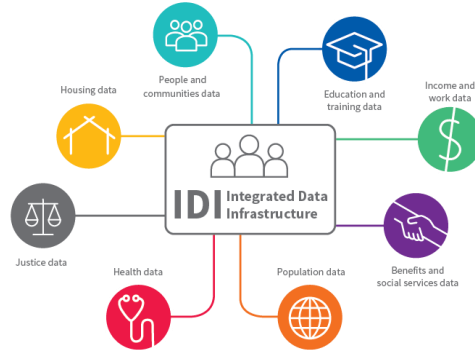 People and
communities data
Education and
training data
Housing data
Income and
work data
IDI Integrated Data
Infrastructure
Justice data
Benefits and
social services data
Health data
Population data